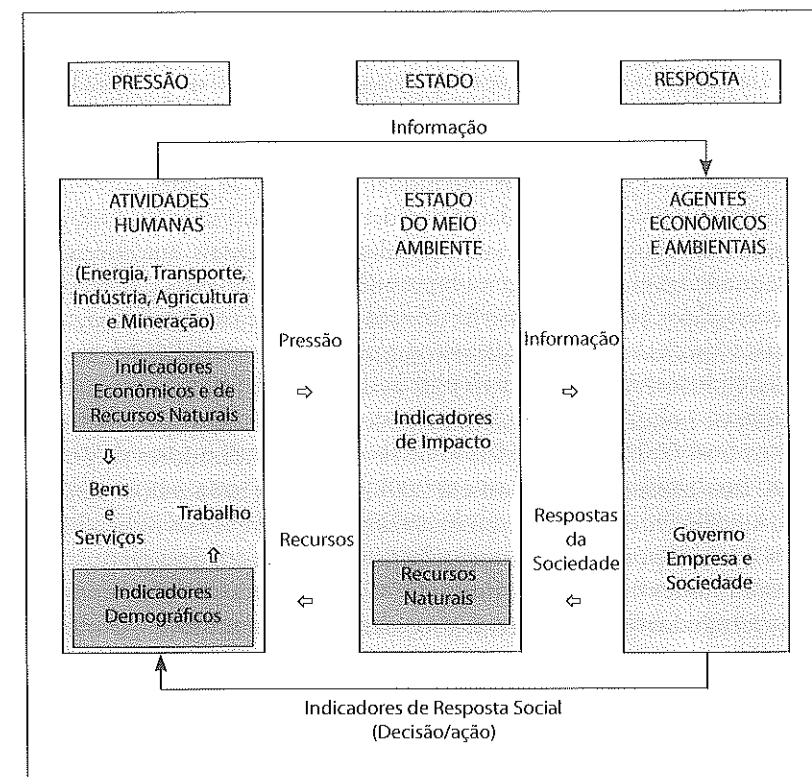 PRESSÃO
ESTADO
RESPOSTA
Informação
ATIVIDADES
HUMANAS
(Energia, Transporte,
Indústria, Agricultura
e Mineração)
Indicadores
Econômicos e de
Recursos Naturais
Bens
e
Serviços
Trabalho
Indicadores
Demográficos
Pressão
Recursos
ESTADO
DO MEIO
AMBIENTE
Indicadores
de Impacto
Recursos
Naturais
Informação
Respostas
da
Sociedade
AGENTES
ECONÔMICOS
E AMBIENTAIS
Governo
Empresa e
Sociedade
Indicadores de Resposta Social
(Decisão/ação)